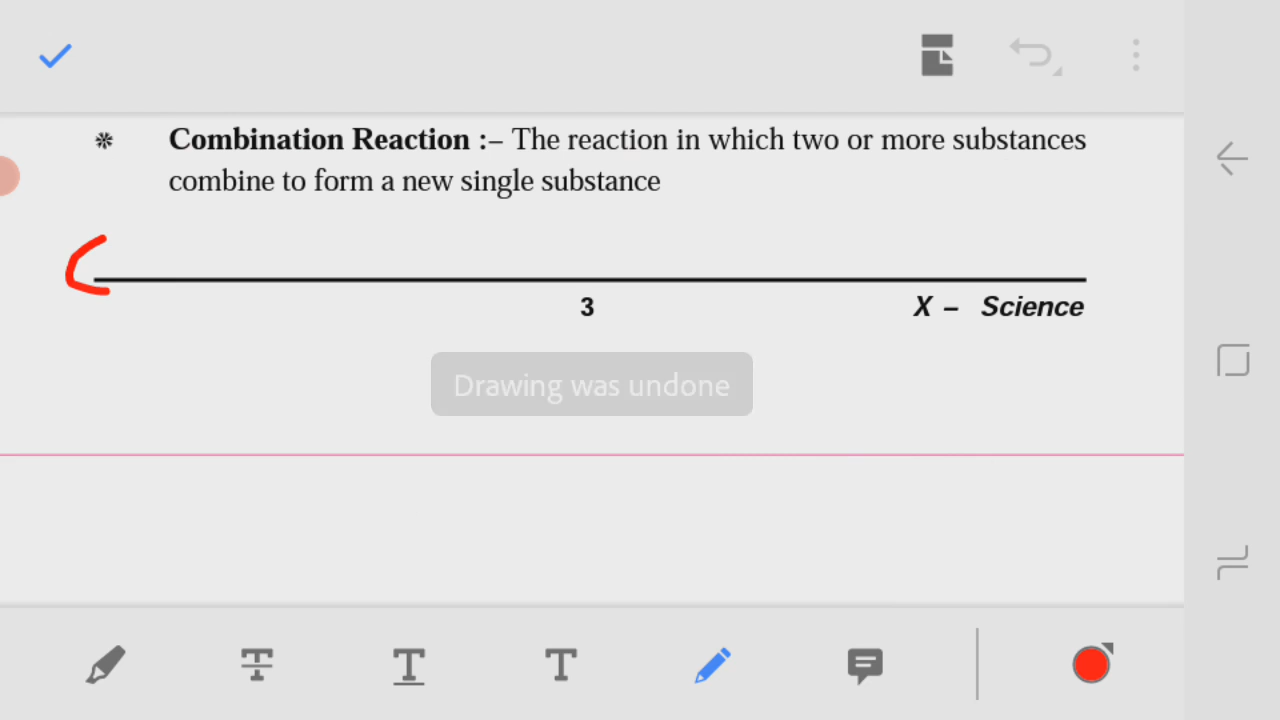 * Combination Reaction :– The reaction in which two or more substances
combine to form a new single substance
3 X – Science
Drawing was undone